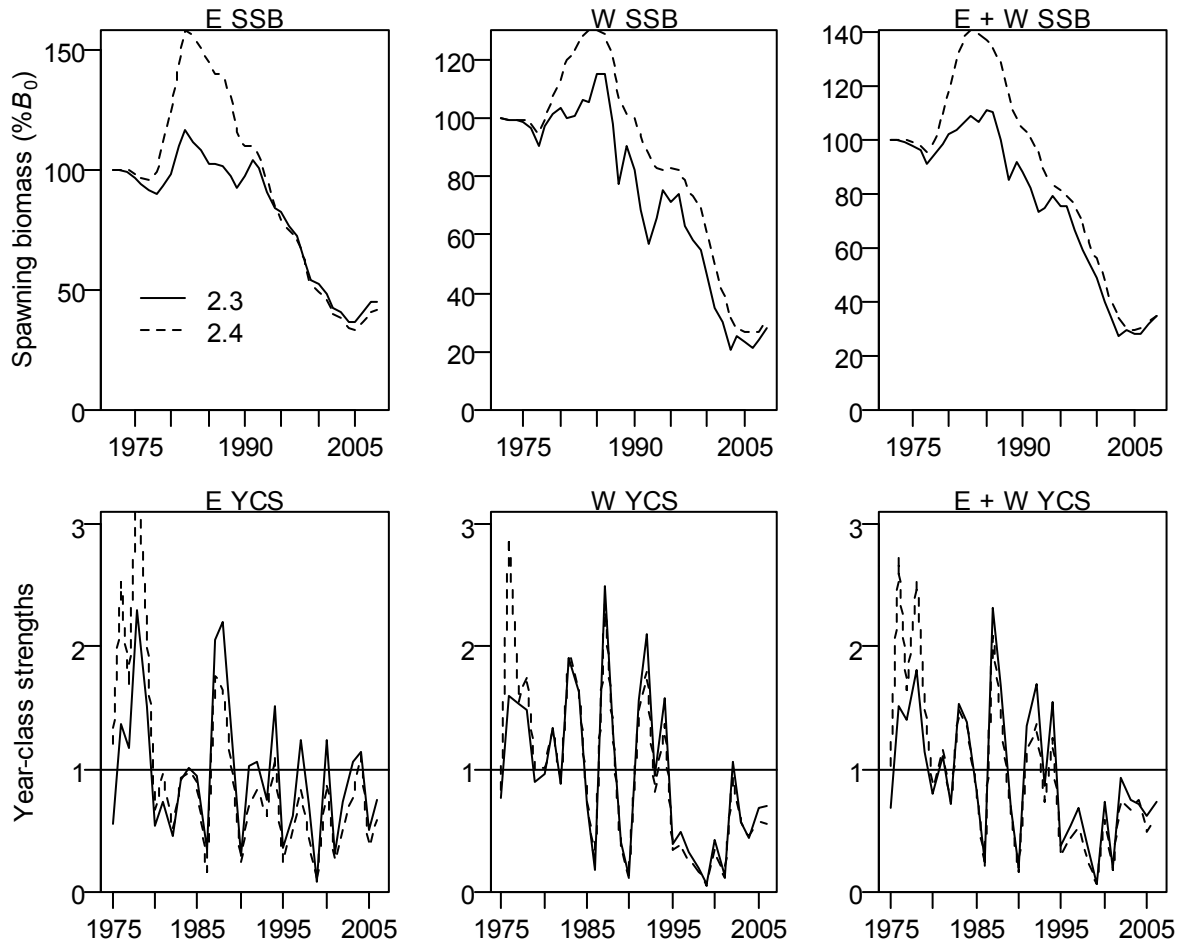 E SSB
W SSB
E + W SSB
Spawning biomass (%B0)
150
100
50
0
2.3
2.4
1975 1990 2005
120
100
80
60
40
20
0
1975 1990 2005
140
120
100
80
60
40
20
0
1975 1990 2005
E YCS
W YCS
E + W YCS
Year-class strengths
3
2
1
0
1975 1985 1995 2005
3
2
1
0
1975 1985 1995 2005
3
2
1
0
1975 1985 1995 2005